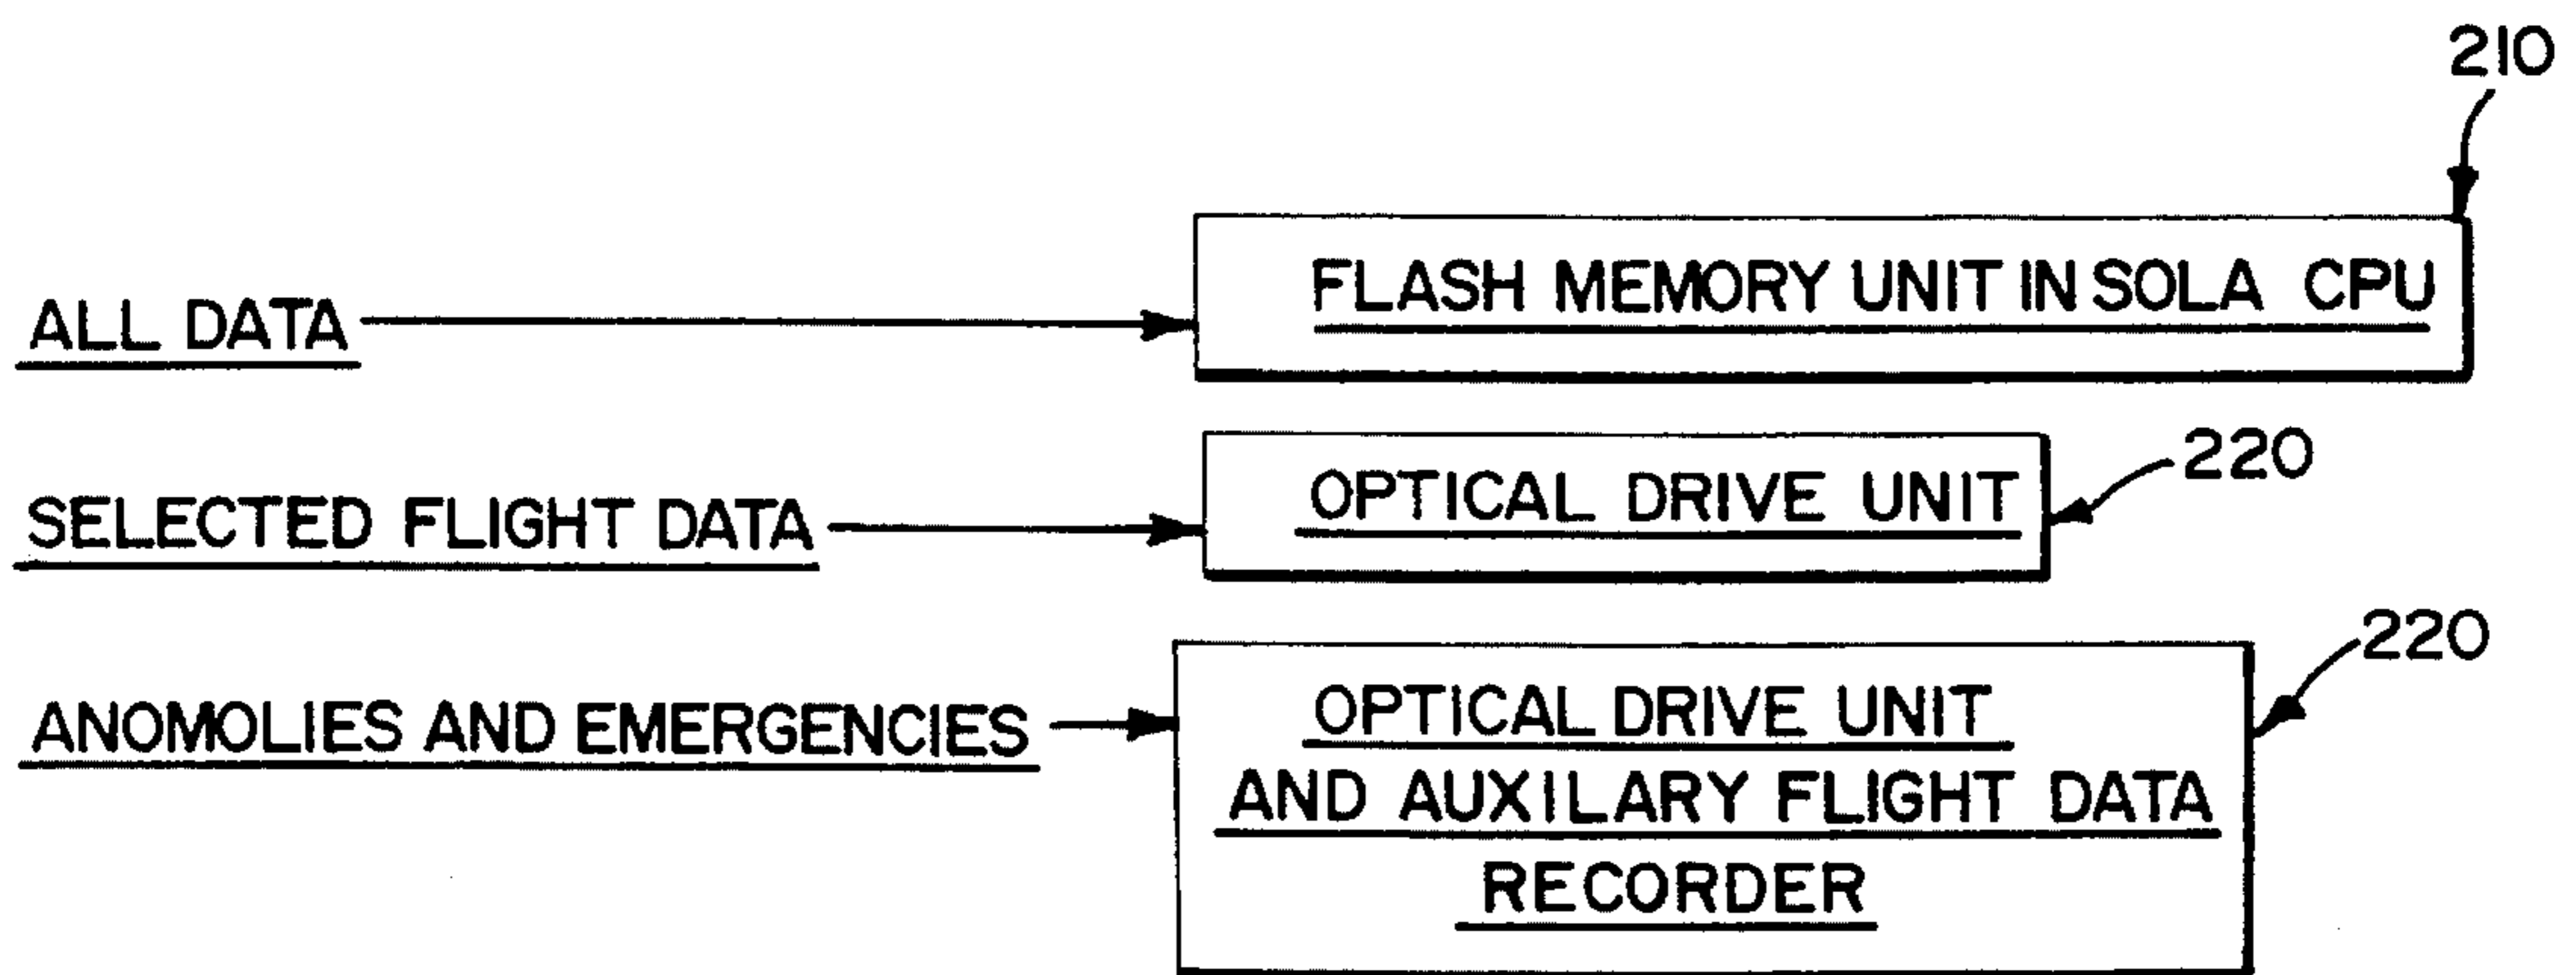 210
ALL DATA
FLASH MEMORY UNIT IN SOLA CPU
SELECTED FLIGHT DATA
OPTICAL DRIVE UNIT
220
ANOMOLIES AND EMERGENCIES
OPTICAL DRIVE UNIT
AND AUXILARY FLIGHT DATA
RECORDER
220